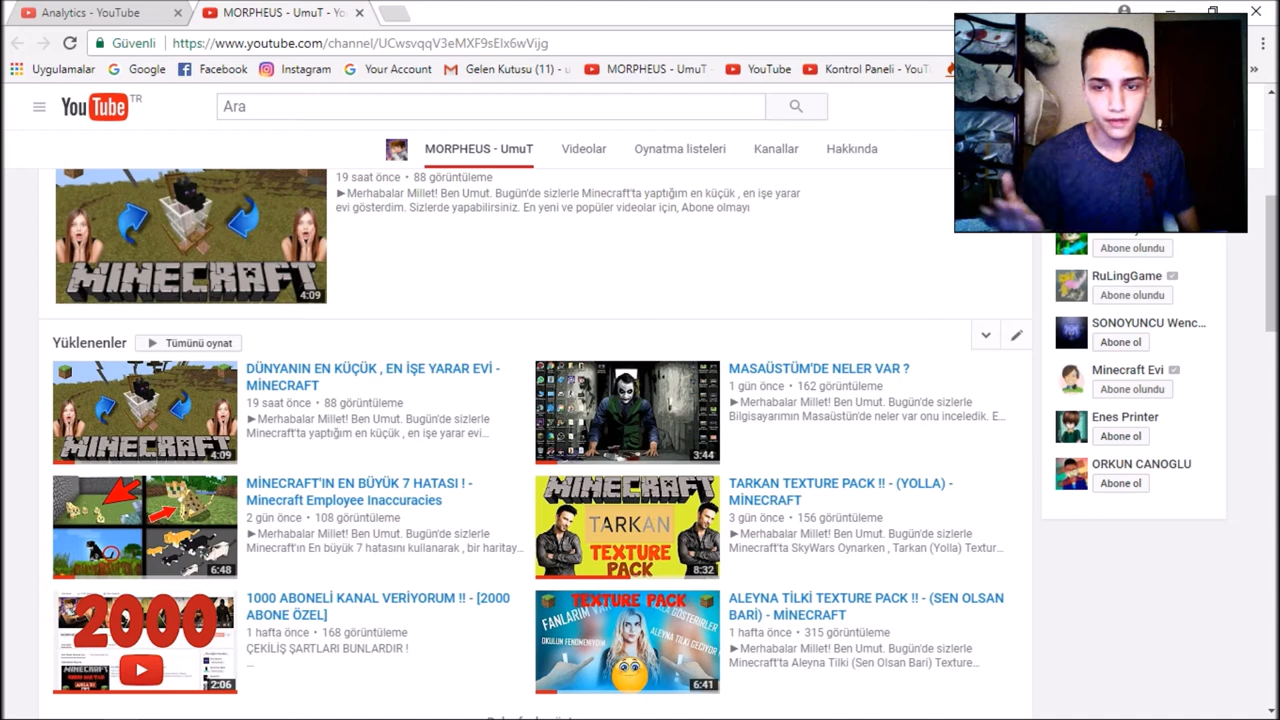 Analytics - YouTube
MORPHEUS - UmuT - Yo
Güvenli
https://www.youtube.com/channel/UCwsvqqV3eMXF9sElx6wVijg
Uygulamalar
Google
Facebook
Instagram
Your Account
Gelen Kutusu (11) - u
MORPHEUS - UmuT -
YouTube
Kontrol Paneli - YouT
YouTube TR
Ara
MORPHEUS - UmuT
Videolar
Oynatma listeleri
Kanallar
Hakkında
19 saat önce • 88 görüntüleme
►Merhabalar Millet! Ben Umut. Bugün'de sizlerle Minecraft'ta yaptığım en küçük , en işe yarar
evi gösterdim. Sizlerde yapabilirsiniz. En yeni ve popüler videolar için, Abone olmayı
MINECRAFT
4:09
Abone olundu
RuLingGame
Abone olundu
SONOYUNCU Wenc...
Abone ol
Minecraft Evi
Abone olundu
Enes Printer
Abone ol
ORKUN CANOGLU
Abone ol
Yüklenenler
Tümünü oynat
MINECRAFT
4:09
DÜNYANIN EN KÜÇÜK , EN İŞE YARAR EVİ -
MİNECRAFT
19 saat önce • 88 görüntüleme
►Merhabalar Millet! Ben Umut. Bugün'de sizlerle
Minecraft'ta yaptığım en küçük , en işe yarar evi...
3:44
MASAÜSTÜM'DE NELER VAR ?
1 gün önce • 162 görüntüleme
►Merhabalar Millet! Ben Umut. Bugün'de sizlerle
Bilgisayarımın Masaüstün'de neler var onu inceledik. E...
6:48
MİNECRAFT'IN EN BÜYÜK 7 HATASI ! -
Minecraft Employee Inaccuracies
2 gün önce • 108 görüntüleme
►Merhabalar Millet! Ben Umut. Bugün'de sizlerle
Minecraft'ın En büyük 7 hatasını kullanarak , bir haritay...
MINECRAFT
TARKAN
TEXTURE
PACK
8:32
TARKAN TEXTURE PACK !! - (YOLLA) -
MİNECRAFT
3 gün önce • 156 görüntüleme
►Merhabalar Millet! Ben Umut. Bugün'de sizlerle
Minecraft'ta SkyWars Oynarken , Tarkan (Yolla) Textur...
2000
2:06
1000 ABONELİ KANAL VERİYORUM !! - [2000
ABONE ÖZEL]
1 hafta önce • 168 görüntüleme
ÇEKİLİŞ ŞARTLARI BUNLARDIR !
...
TEXTURE PACK
FANLARIM VAR
OKULUN FENOMENİYDİM
6:41
ALEYNA TİLKİ TEXTURE PACK !! - (SEN OLSAN
BARİ) - MİNECRAFT
1 hafta önce • 315 görüntüleme
►Merhabalar Millet! Ben Umut. Bugün'de sizlerle
Minecraft'ta Aleyna Tilki (Sen Olsan Bari) Texture...